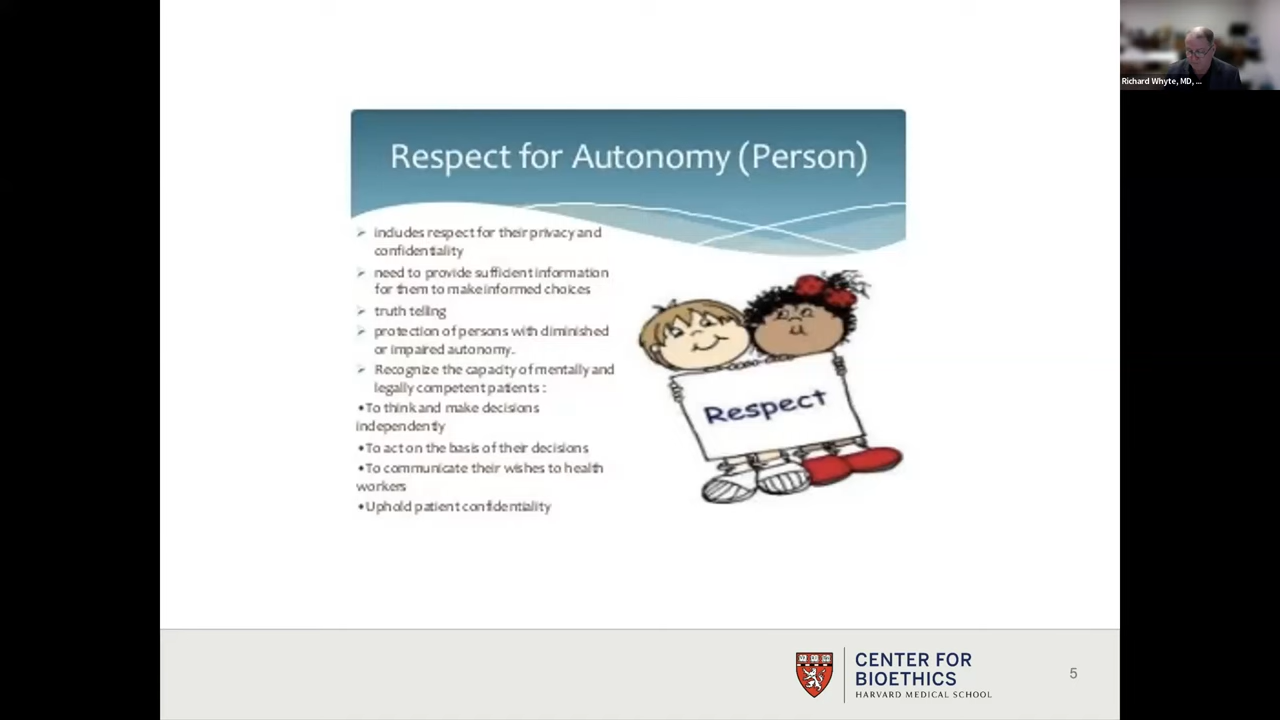 Richard Whyte, MD, ...
Respect for Autonomy (Person)
➢ includes respect for their privacy and
confidentiality
➢ need to provide sufficient information
for them to make informed choices
➢ truth telling
➢ protection of persons with diminished
or impaired autonomy.
➢ Recognize the capacity of mentally and
legally competent patients :
•To think and make decisions
independently
•To act on the basis of their decisions
•To communicate their wishes to health
workers
•Uphold patient confidentiality
Respect
CENTER FOR
BIOETHICS
HARVARD MEDICAL SCHOOL
5